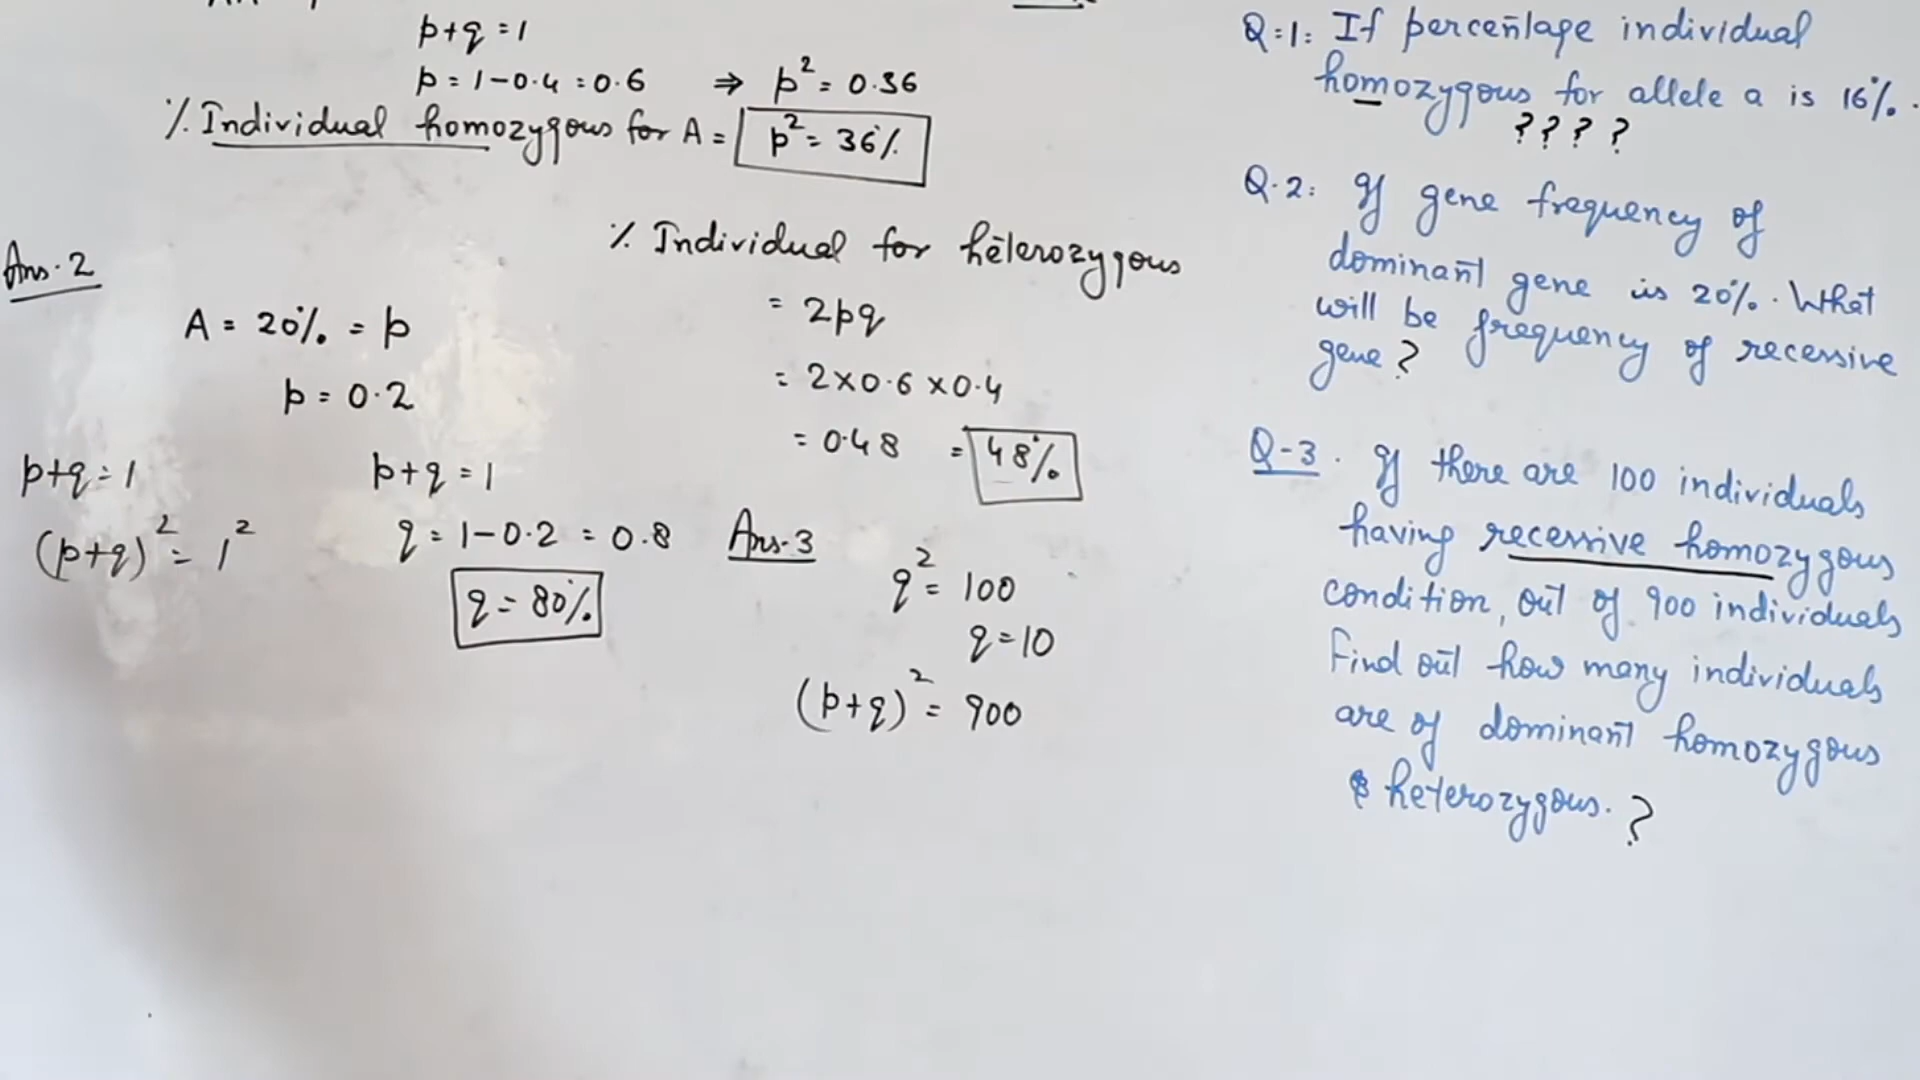 p+q = 1
p = 1-0.4 = 0.6 ⇒ p² = 0.36
% Individual homozygous for A = p² = 36%
% Individual for heterozygous
= 2pq
= 2×0.6×0.4
= 0.48 = 48%
Ans. 2
A = 20% = p
p = 0.2
p+q = 1
(p+q)² = 1²
p+q = 1
q = 1-0.2 = 0.8
q = 80%
Ans. 3
q² = 100
q = 10
(p+q)² = 900
Q.1: If percentage individual
homozygous for allele a is 16%.
? ? ? ?
Q.2: If gene frequency of
dominant gene is 20%. What
will be frequency of recessive
gene?
Q-3. If there are 100 individuals
having recessive homozygous
condition, out of 900 individuals
Find out how many individuals
are of dominant homozygous
& heterozygous. ?